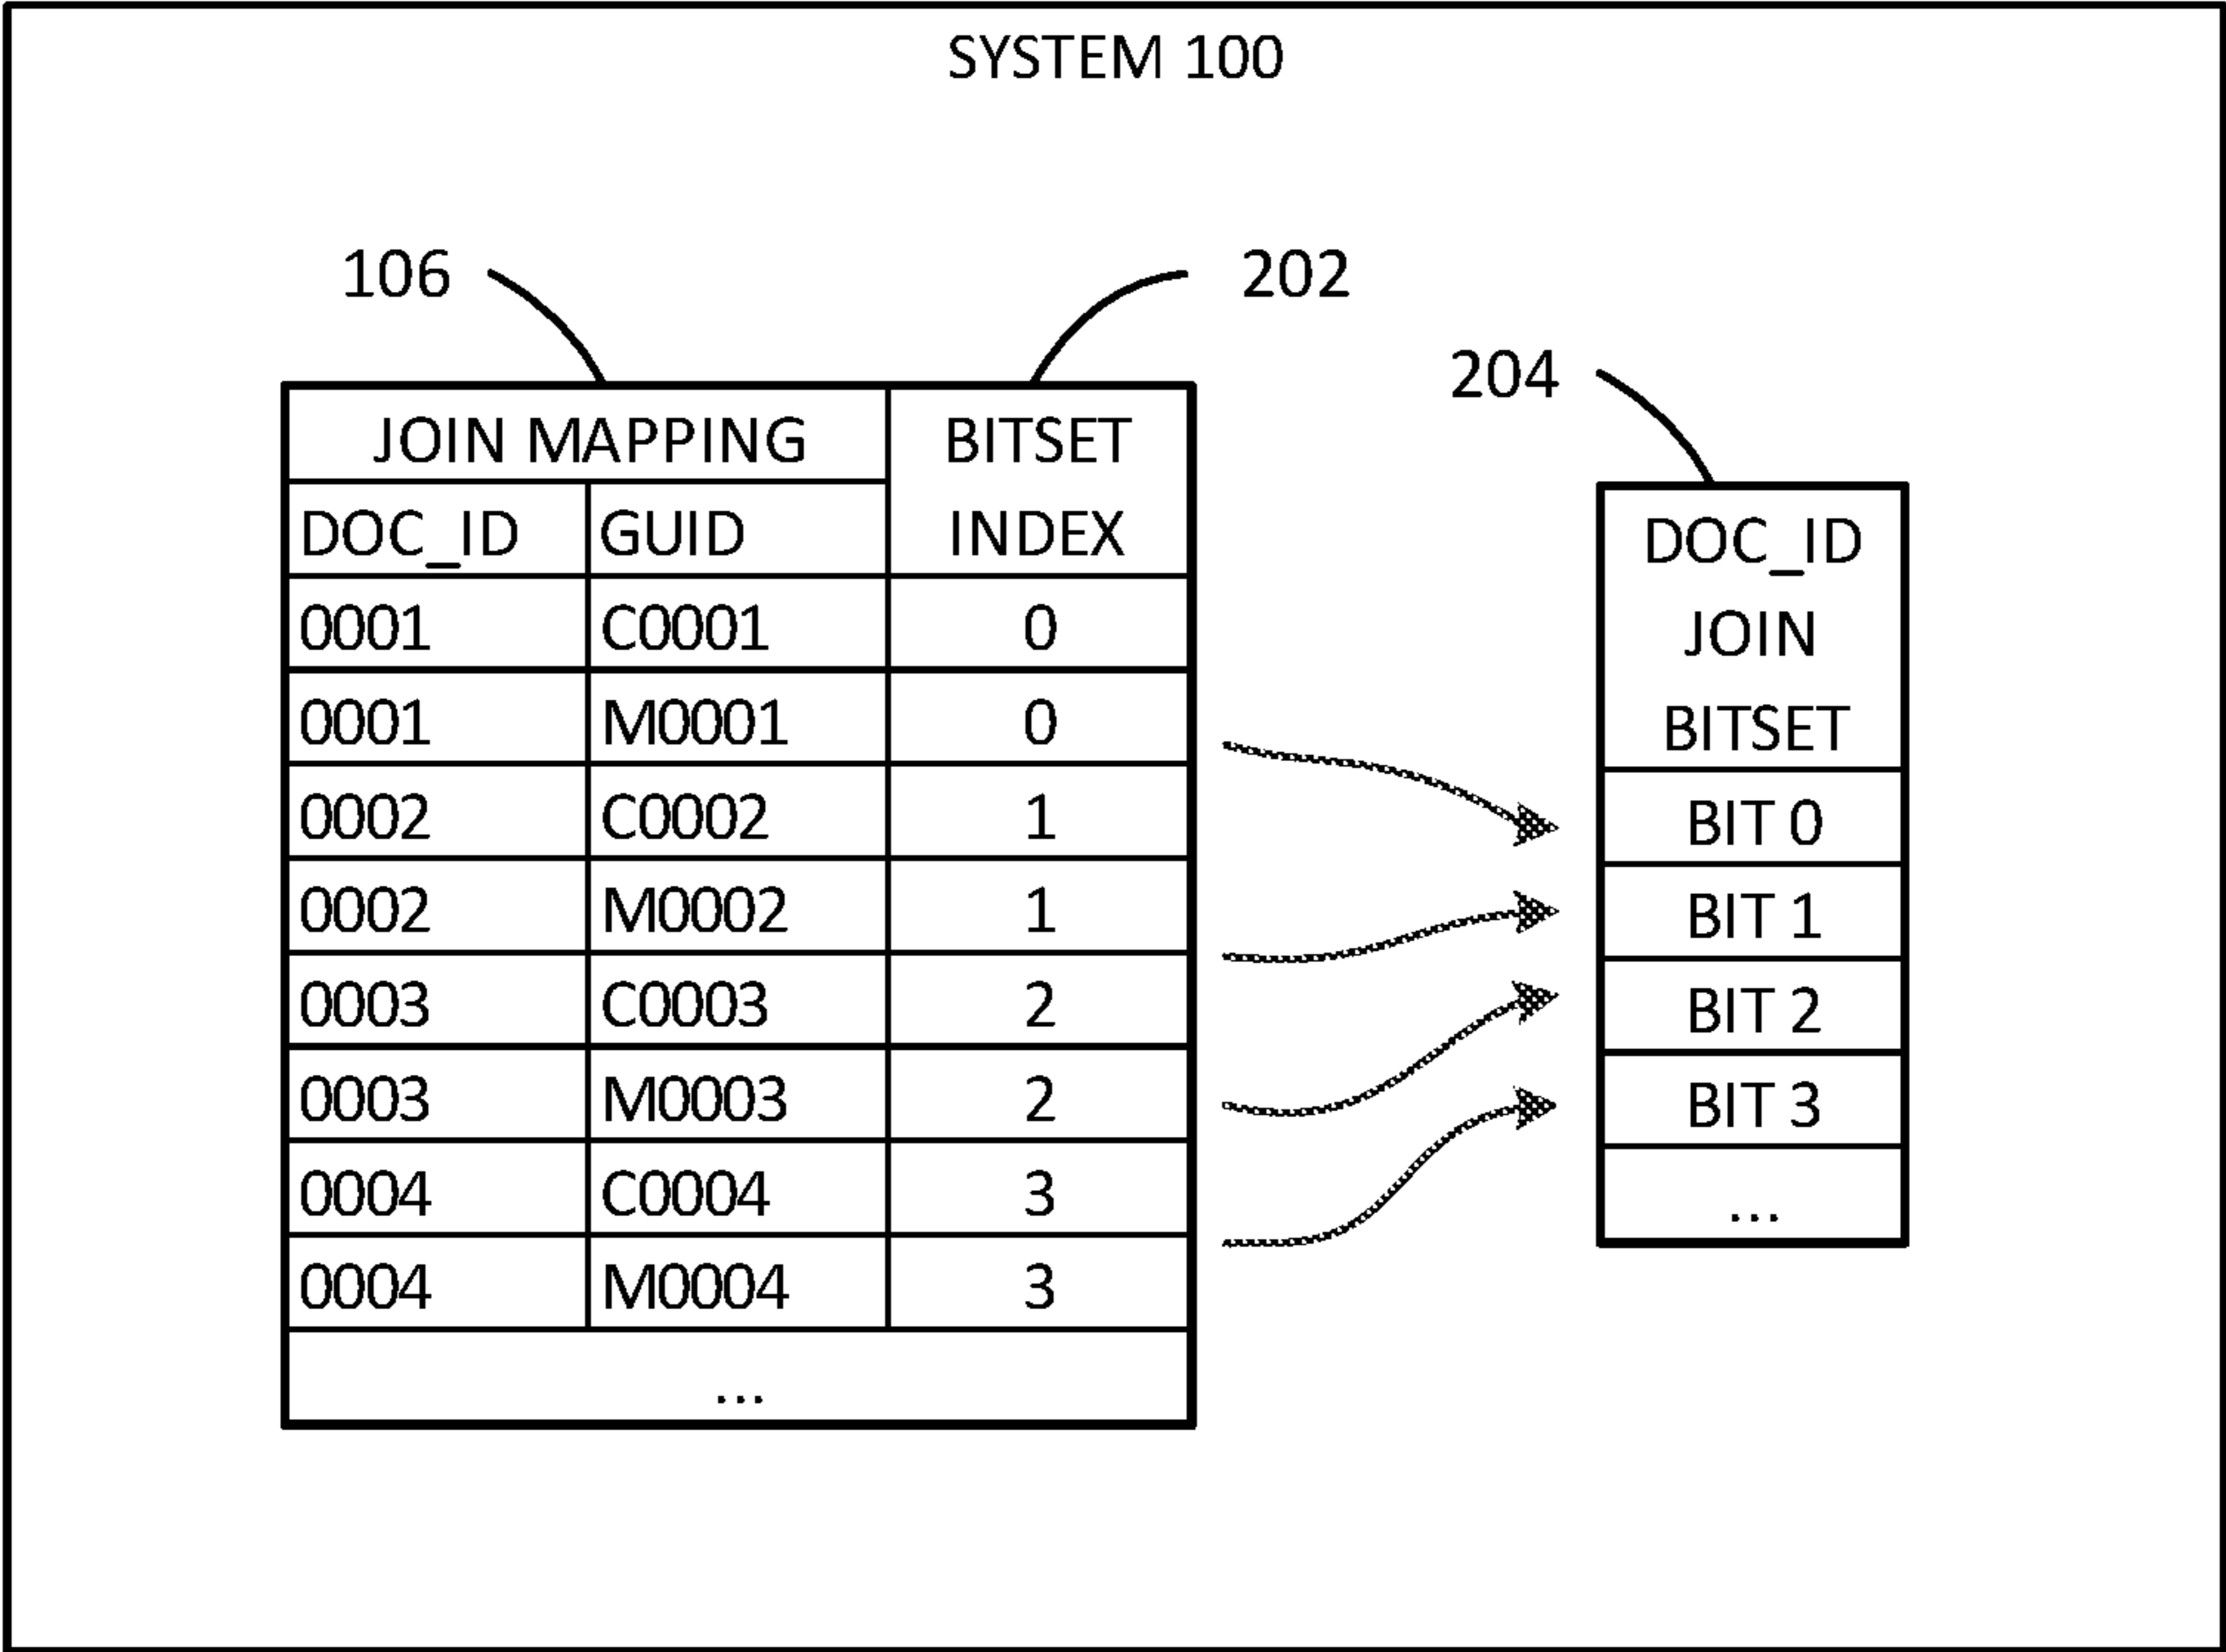 SYSTEM 100
106
202
204
JOIN MAPPING
BITSET
INDEX
DOC_ID GUID
0001 C0001 0
0001 M0001 0
0002 C0002 1
0002 M0002 1
0003 C0003 2
0003 M0003 2
0004 C0004 3
0004 M0004 3
...
DOC_ID
JOIN
BITSET
BIT 0
BIT 1
BIT 2
BIT 3
...